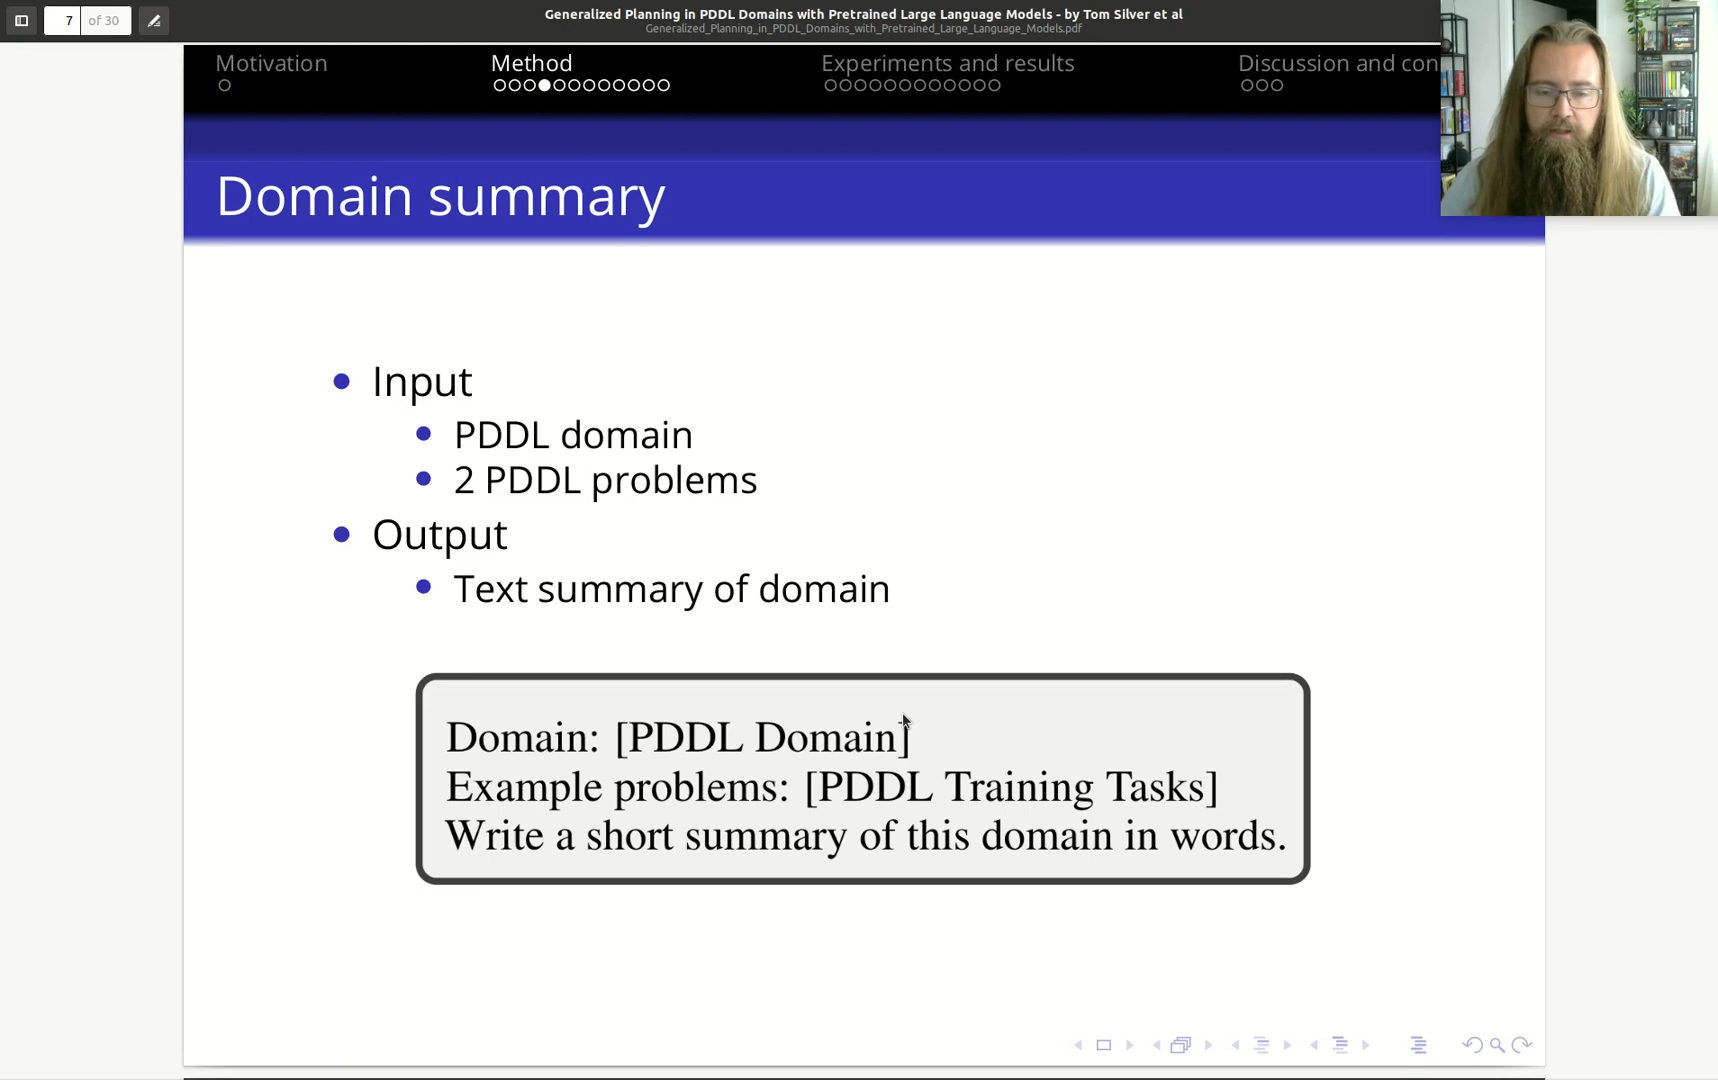 7 of 30
Generalized Planning in PDDL Domains with Pretrained Large Language Models - by Tom Silver et al
Generalized_Planning_in_PDDL_Domains_with_Pretrained_Large_Language_Models.pdf
Motivation Method Experiments and results Discussion and con
Domain summary
Input
PDDL domain
2 PDDL problems
Output
Text summary of domain
Domain: [PDDL Domain]
Example problems: [PDDL Training Tasks]
Write a short summary of this domain in words.